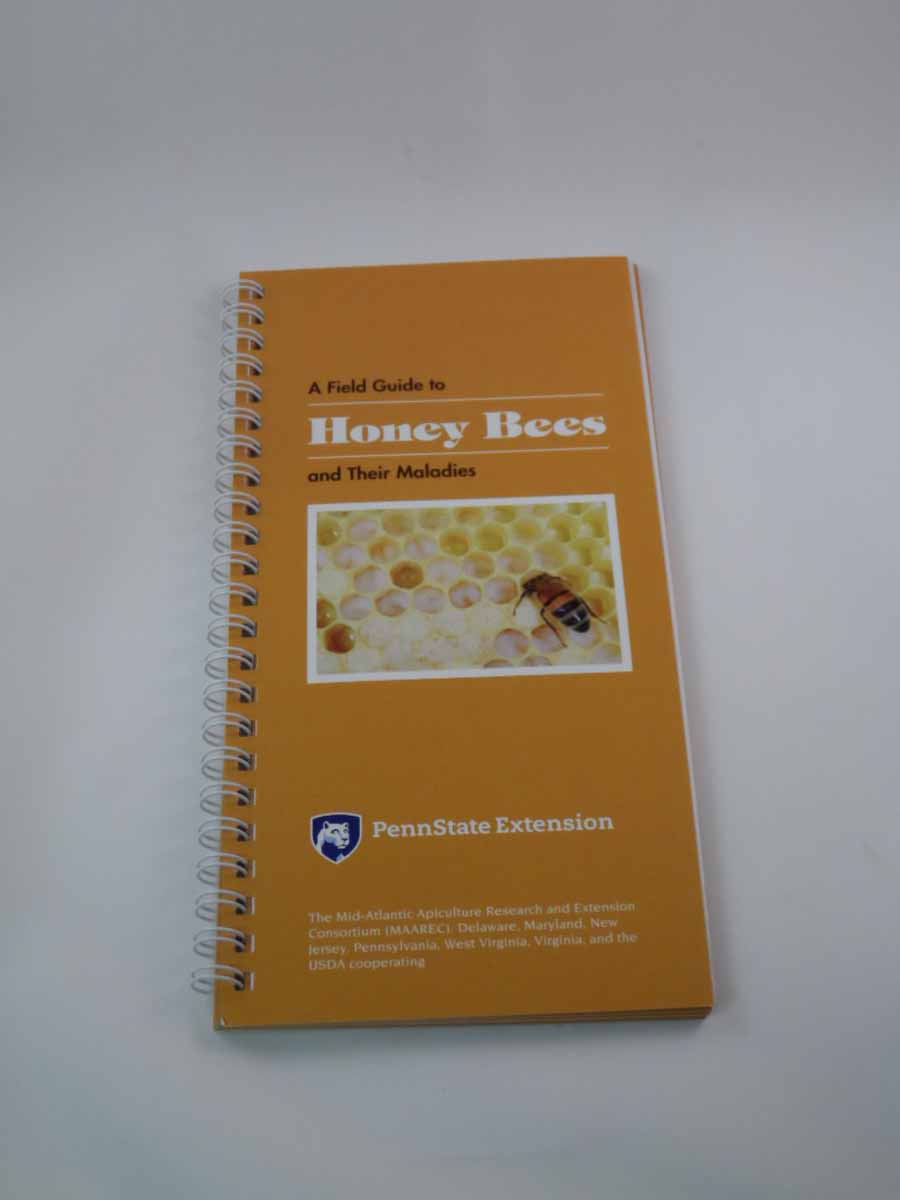 A Field Guide to
Honey Bees
and Their Maladies
PennState Extension
The Mid-Atlantic Apiculture Research and Extension
Consortium (MAAREC): Delaware, Maryland, New
Jersey, Pennsylvania, West Virginia, Virginia, and the
USDA cooperating